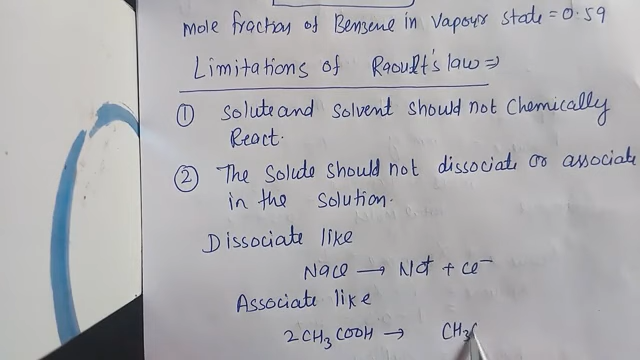 mole fraction of Benzene in Vapour state = 0.59
Limitations of Raoult's law ⇒
① Solute and Solvent should not Chemically
React.
② The Solute should not dissociate or associate
in the Solution.
Dissociate like
NaCl → Na+ + Cl−
Associate like
2CH₃COOH → CH₃C